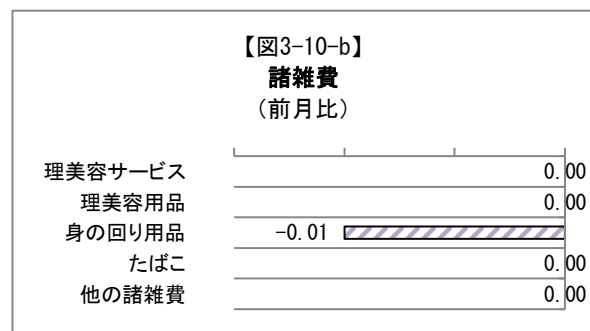 【図3-10-b】
諸雑費
（前月比）
理美容サービス 0.00
理美容用品 0.00
身の回り用品 -0.01
たばこ 0.00
他の諸雑費 0.00